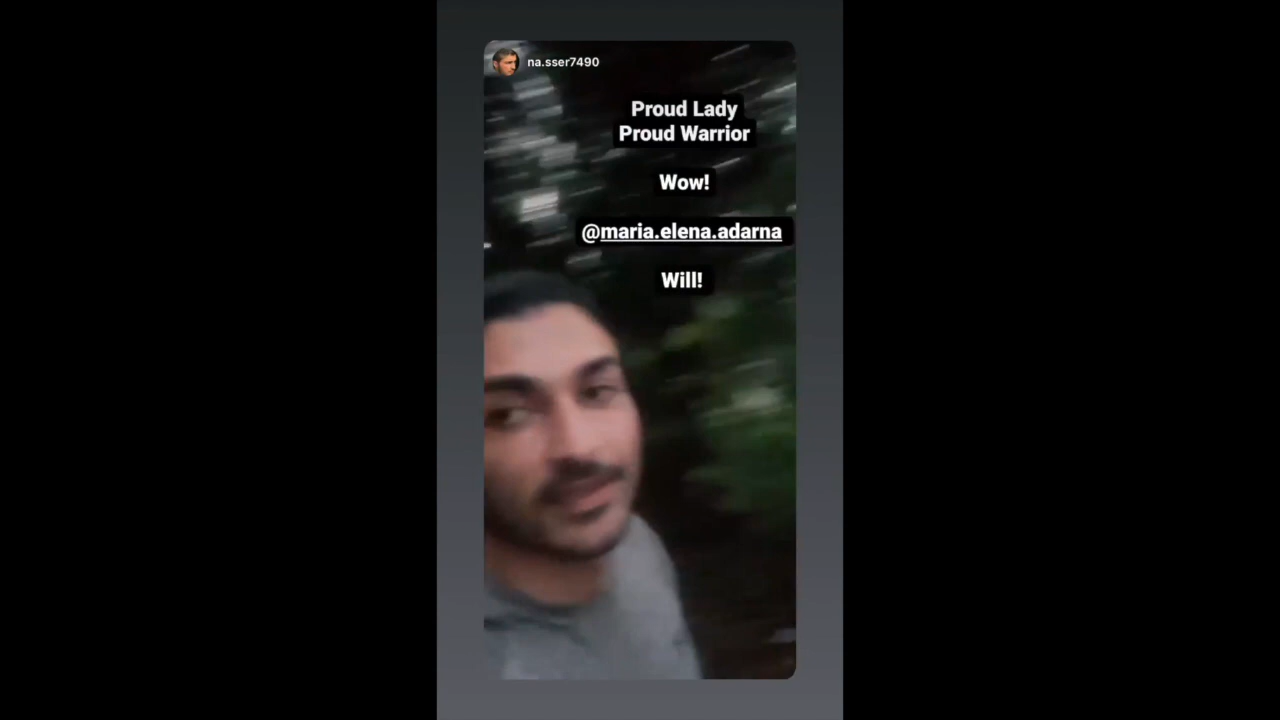 na.sser7490
Proud Lady
Proud Warrior
Wow!
@maria.elena.adarna
Will!